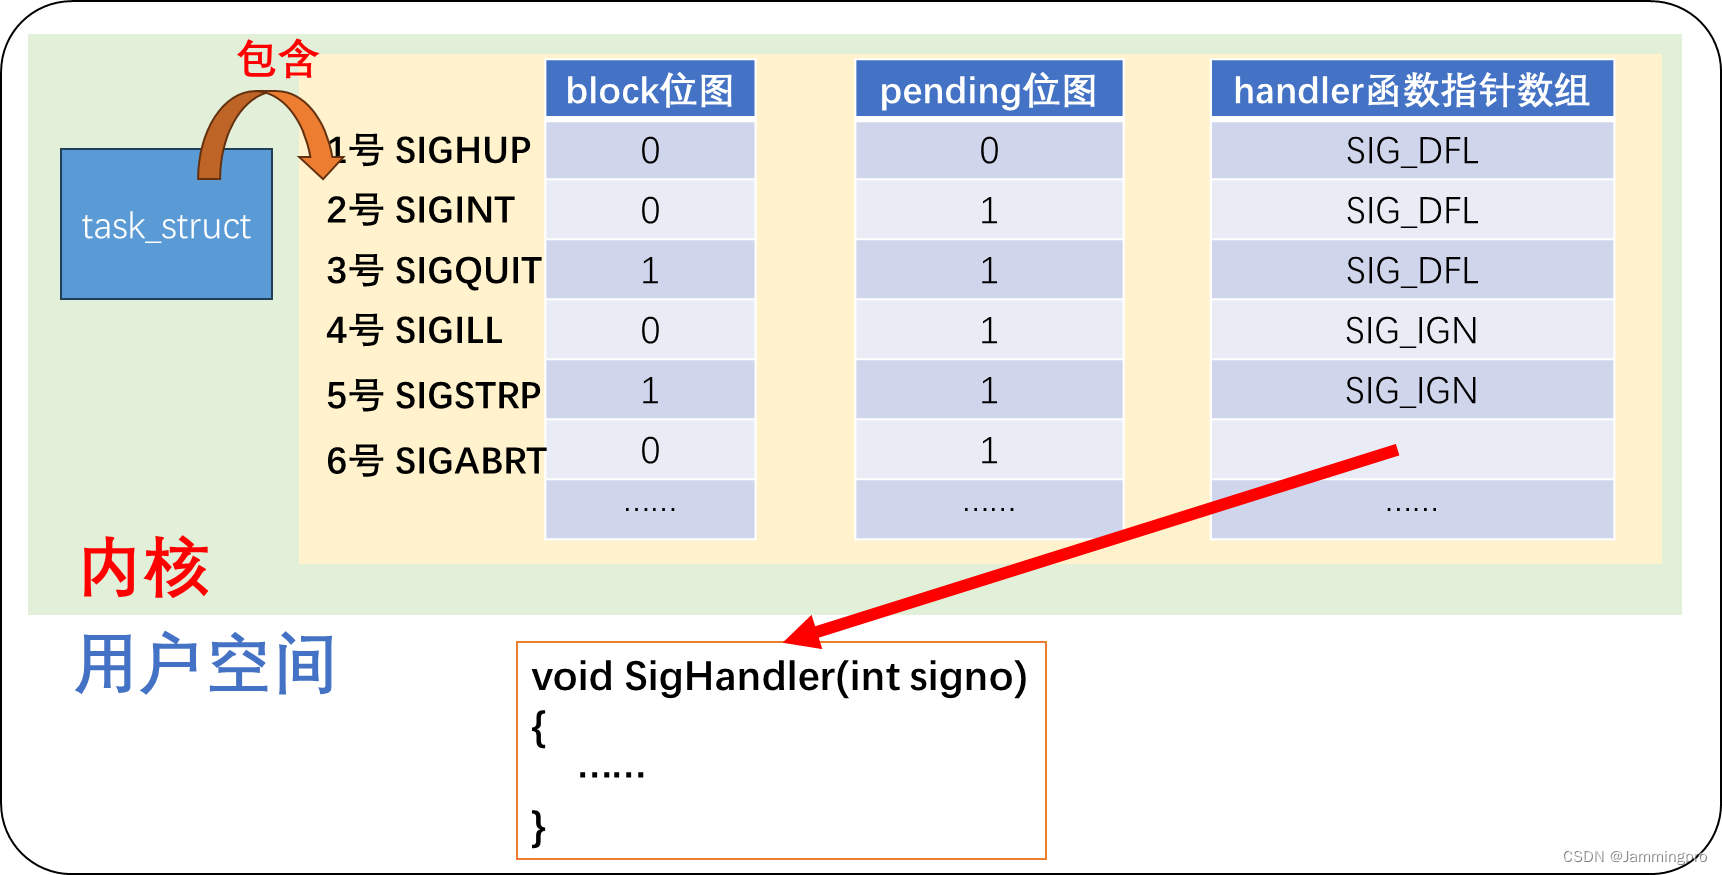 包含
block位图 pending位图 handler函数指针数组
1号 SIGHUP 0 0 SIG_DFL
task_struct
2号 SIGINT 0 1 SIG_DFL
3号 SIGQUIT 1 1 SIG_DFL
4号 SIGILL 0 1 SIG_IGN
5号 SIGSTRP 1 1 SIG_IGN
6号 SIGABRT 0 1
…… …… ……
内核
用户空间
void SigHandler(int signo)
{
……
}
CSDN @Jammingpro